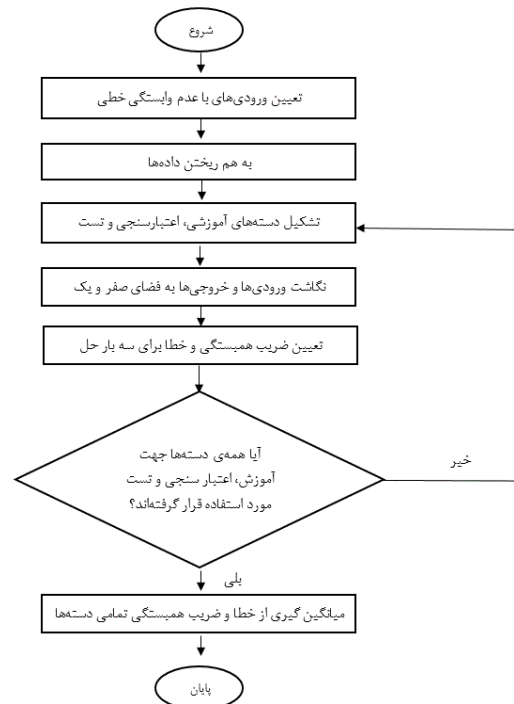 شروع
تعیین ورودی‌های با عدم وابستگی خطی
به هم ریختن داده‌ها
تشکیل دسته‌های آموزشی، اعتبارسنجی و تست
نگاشت ورودی‌ها و خروجی‌ها به فضای صفر و یک
تعیین ضریب همبستگی و خطا برای سه بار حل
آیا همه‌ی دسته‌ها جهت
آموزش، اعتبار سنجی و تست
مورد استفاده قرار گرفته‌اند؟
خیر
بلی
میانگین گیری از خطا و ضریب همبستگی تمامی دسته‌ها
پایان